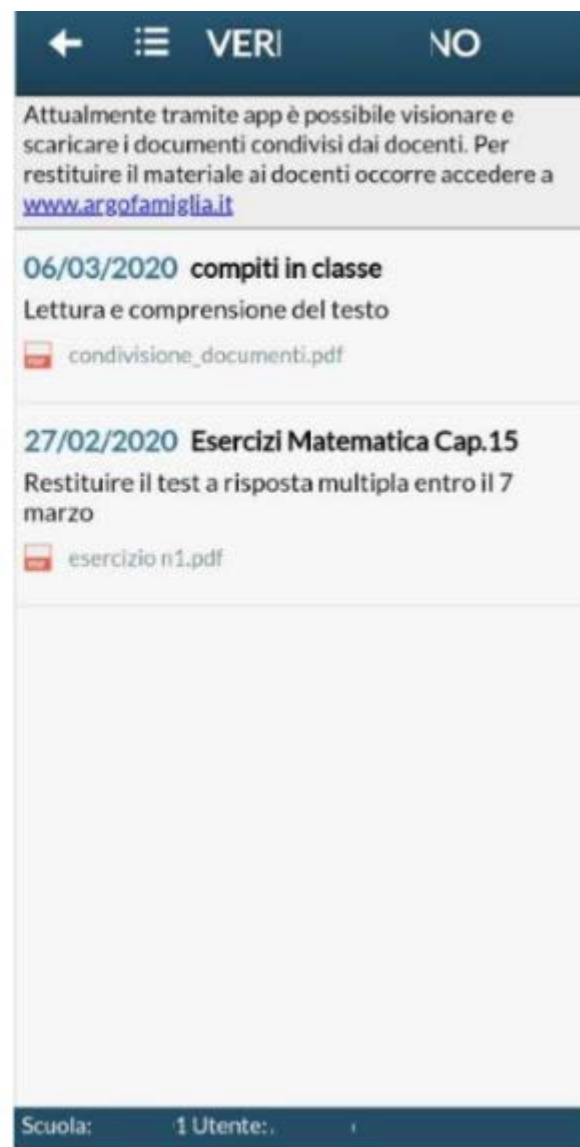 VERI NO
Attualmente tramite app è possibile visionare e
scaricare i documenti condivisi dai docenti. Per
restituire il materiale ai docenti occorre accedere a
www.argofamiglia.it
06/03/2020 compiti in classe
Lettura e comprensione del testo
condivisione_documenti.pdf
27/02/2020 Esercizi Matematica Cap.15
Restituire il test a risposta multipla entro il 7
marzo
esercizio n1.pdf
Scuola: 1 Utente: